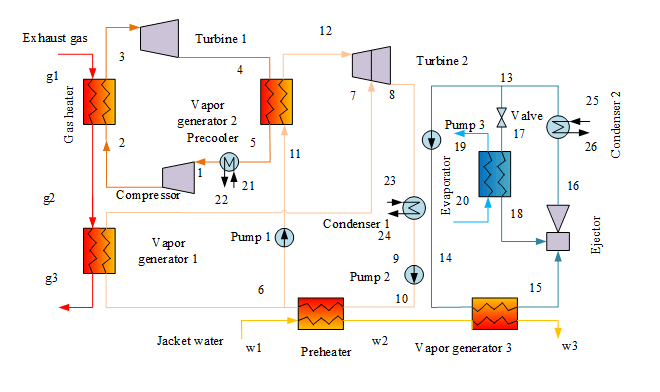 12
Exhaust gas
3
Turbine 1
Turbine 2
4
13
g1
25
Gas heater
7
8
Vapor
generator 2
Valve
Pump 3
17
Condenser 2
Precooler
2
5
19
26
11
1
Evaporator
23
16
Compressor
21
22
20
18
g2
Condenser 1
24
Vapor
generator 1
Pump 1
Ejector
9
14
g3
Pump 2
6
10
15
Jacket water
w1
Preheater
w2
Vapor generator 3
w3